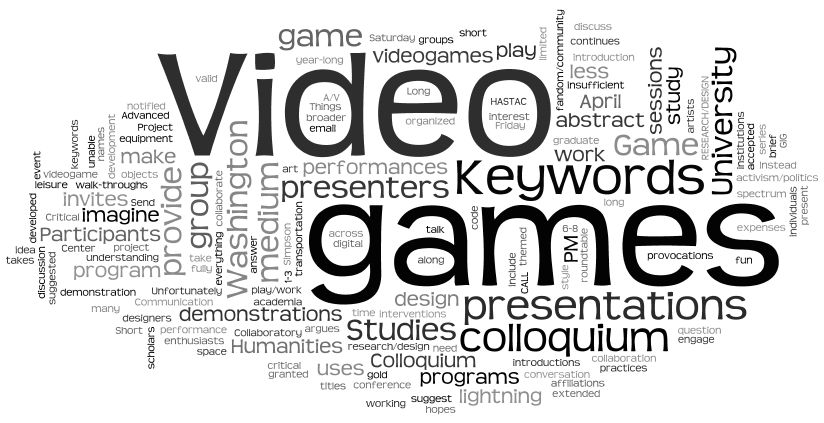 Video
games
Keywords
presentations
colloquium
studies
University
Washington
presenters
medium
group
provide
game
Game
videogames
play
Saturday
groups
short
year-long
valid
limited
fandom/community
discuss
continues
introduction
insufficient
less
sessions
study
artists
RESEARCH/DESIGN
April
abstract
HASTAC
interest
Friday
Long
organized
A/V
Things
broader
email
graduate
work
institutions
accepted
series
brief
GIG
Instead
activism/politics
spectrum
individuals
present
expenses
notified
Advanced
Project
equipment
keywords
unable
names
development
make
videogame
objects
event
leisure
walk-throughs
invites
Send
Critical
imagine
developed
Participants
Idea
takes
Center
project
understanding
discussion
suggested
program
demonstration
Unfortunately
many
Communication
designers
Short
performance
enthusiasts
scholars
space
demonstrations
Collaboratory
Humanities
collaborate
take
fully
everything
answer
play/work
academia
art
performances
Simpson
1-3
transportation
across
digital
talk
along
code
long
include
CALL
themed
style
PM
6-8
roundtable
provocations
fun
design
time
interventions
argues
research/design
need
critical
granted
uses
gold
titles
conference
Colloquium
programs
working
suggest
hopes
lightning
introductions
conversation
affiliations
extended
collaboration
practices
question
engage